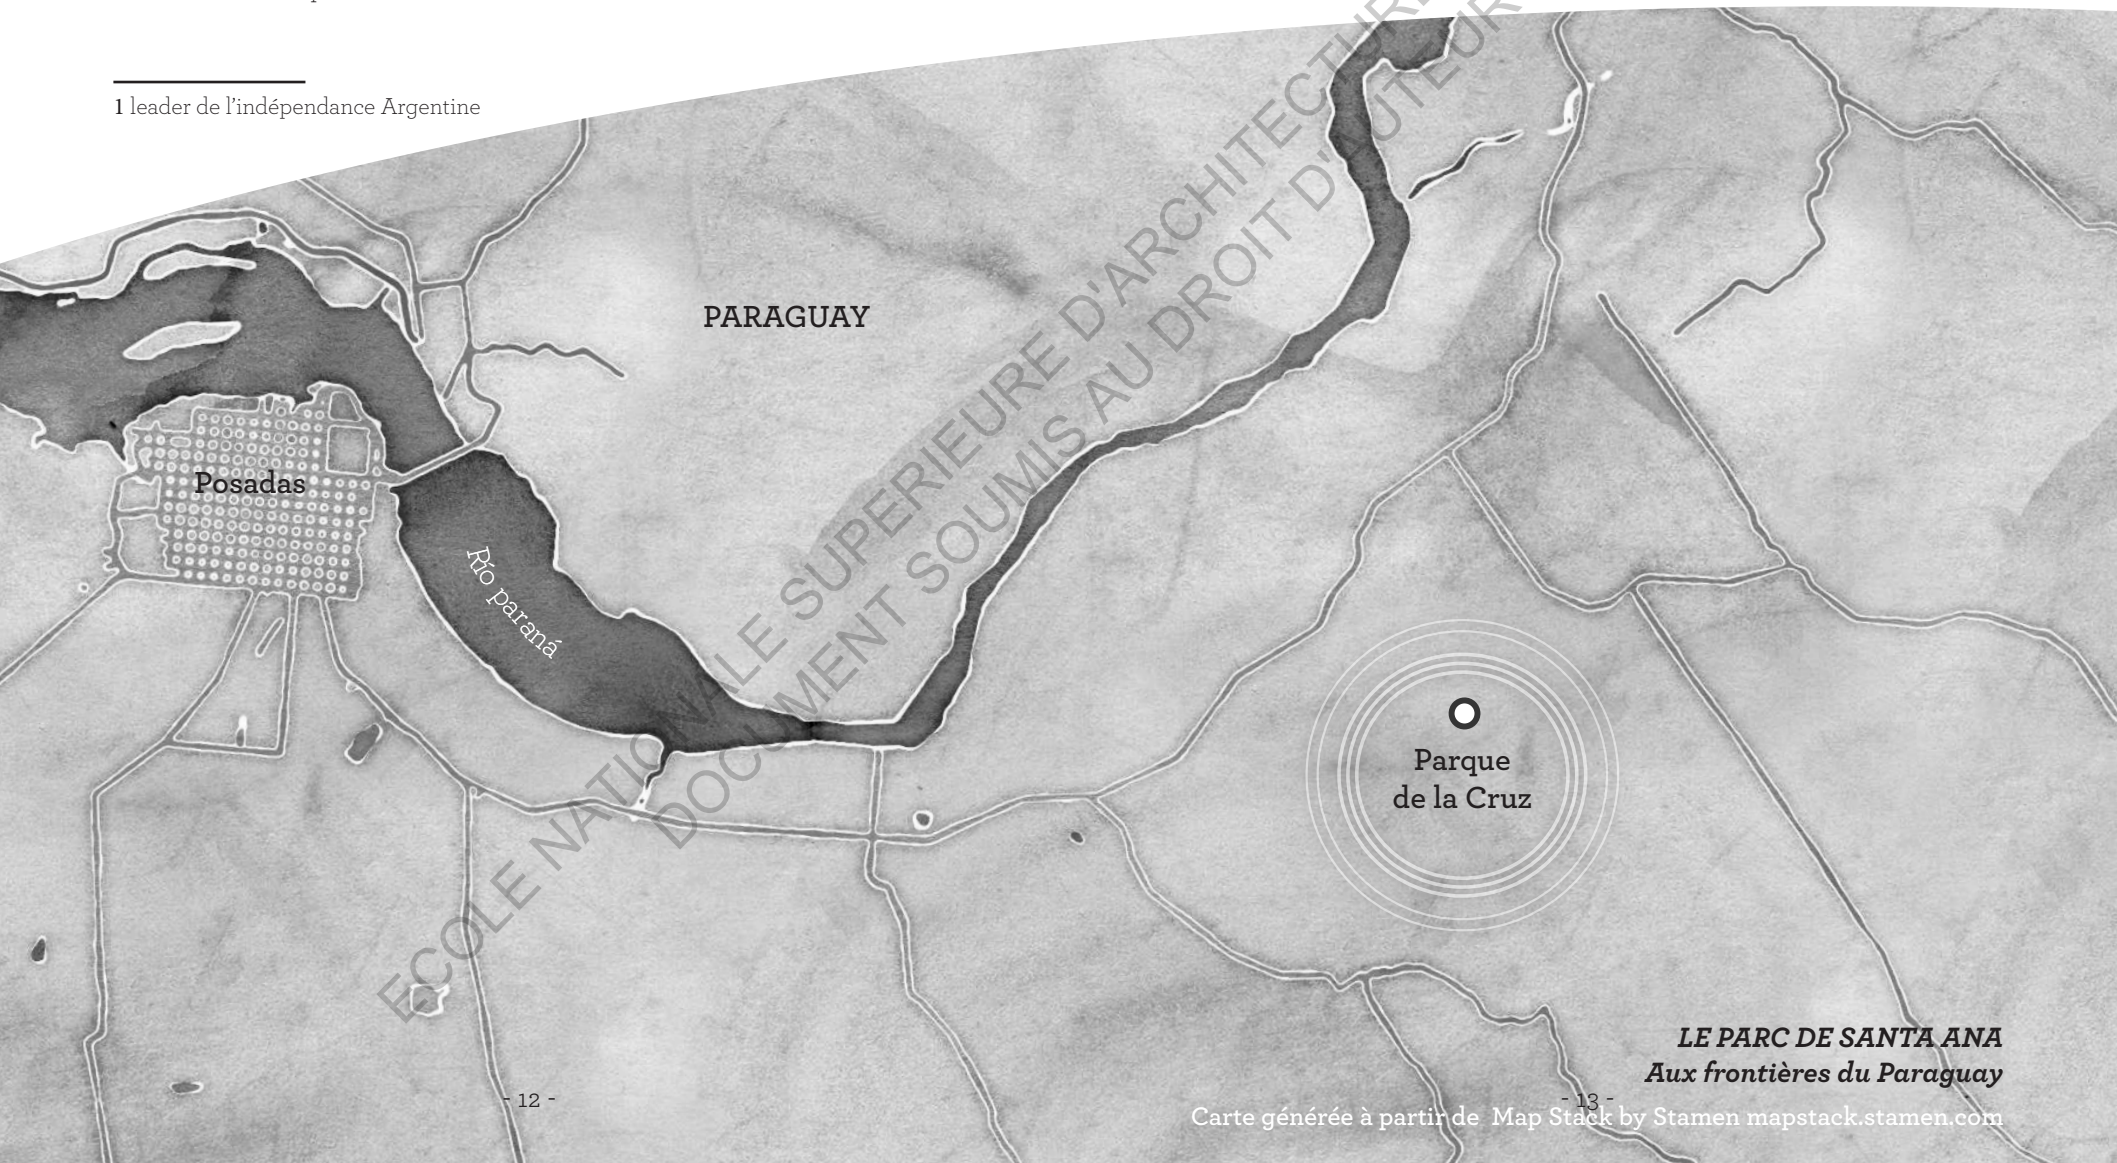 1 leader de l'indépendance Argentine
PARAGUAY
Posadas
Río paraná
Parque
de la Cruz
ECOLE NATIONALE SUPERIEURE D'ARCHITECTURE
DOCUMENT SOUMIS AU DROIT D'AUTEUR
LE PARC DE SANTA ANA
Aux frontières du Paraguay
- 12 -
- 13 -
Carte générée à partir de Map Stack by Stamen mapstack.stamen.com